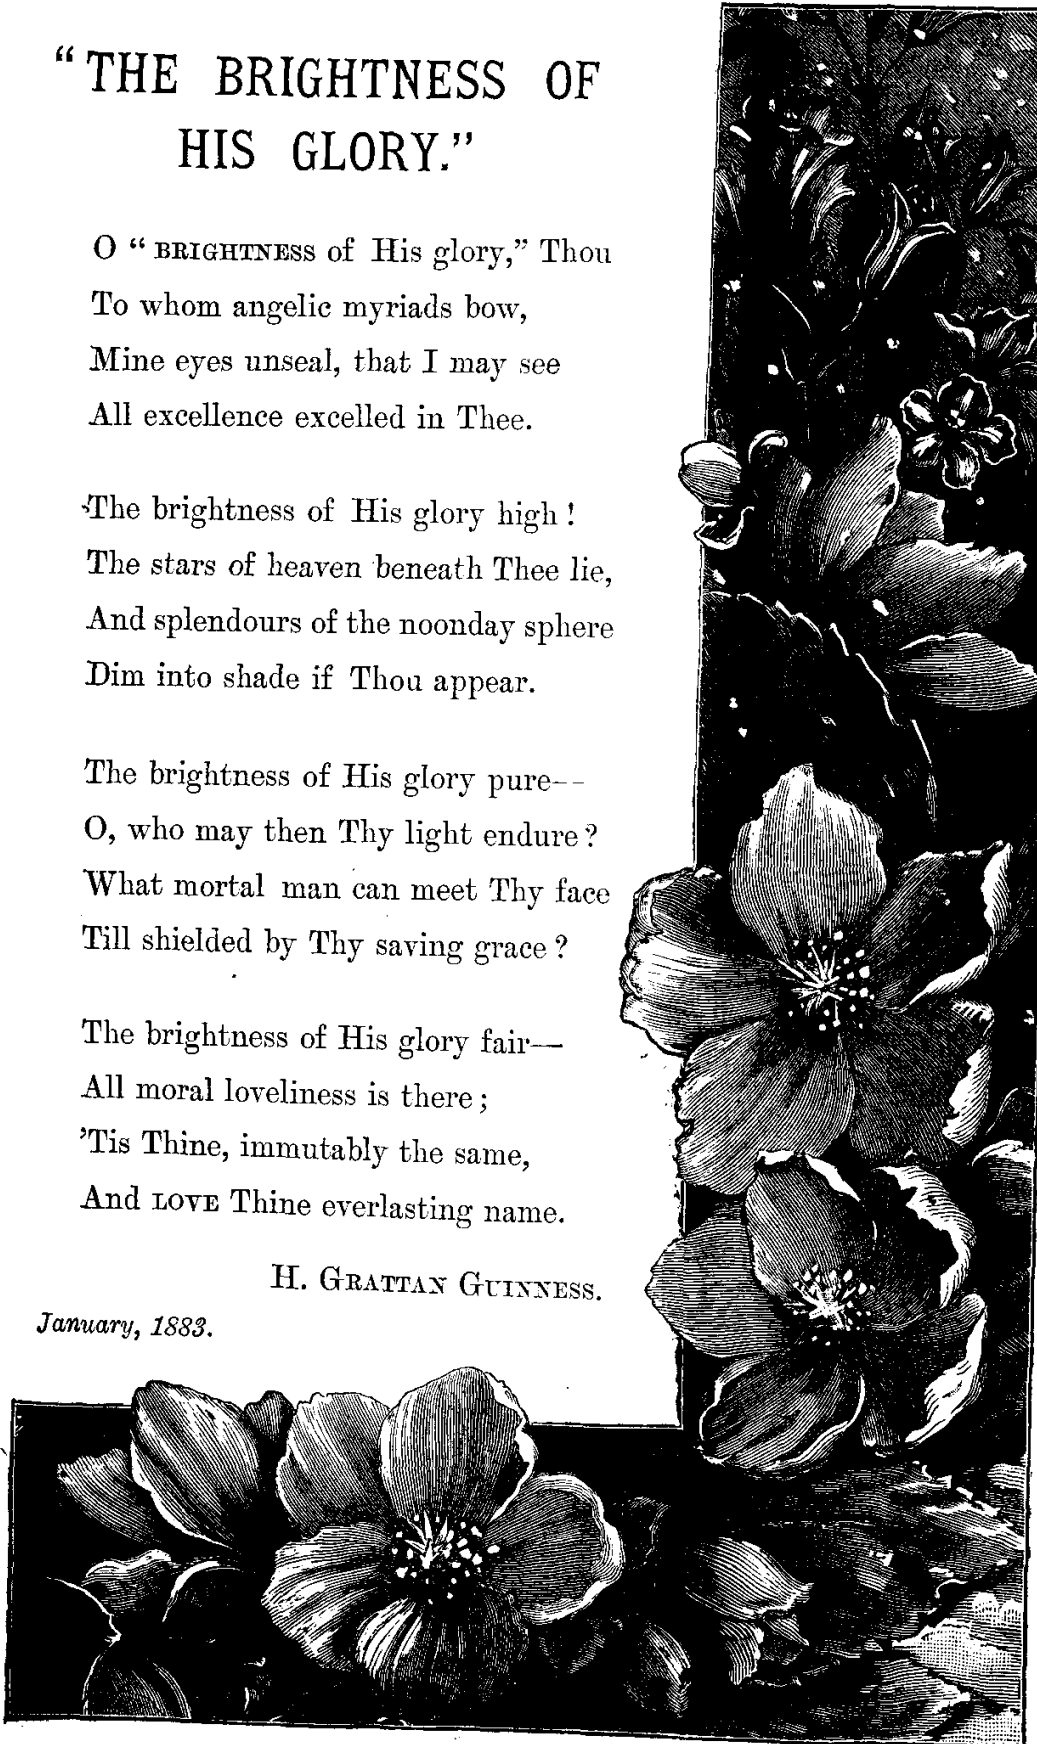 “THE BRIGHTNESS OF
HIS GLORY.”
O “BRIGHTNESS of His glory,” Thou
To whom angelic myriads bow,
Mine eyes unseal, that I may see
All excellence excelled in Thee.
The brightness of His glory high!
The stars of heaven beneath Thee lie,
And splendours of the noonday sphere
Dim into shade if Thou appear.
The brightness of His glory pure—
O, who may then Thy light endure?
What mortal man can meet Thy face
Till shielded by Thy saving grace?
The brightness of His glory fair—
All moral loveliness is there;
’Tis Thine, immutably the same,
And LOVE Thine everlasting name.
H. GRATTAN GUINNESS.
January, 1883.